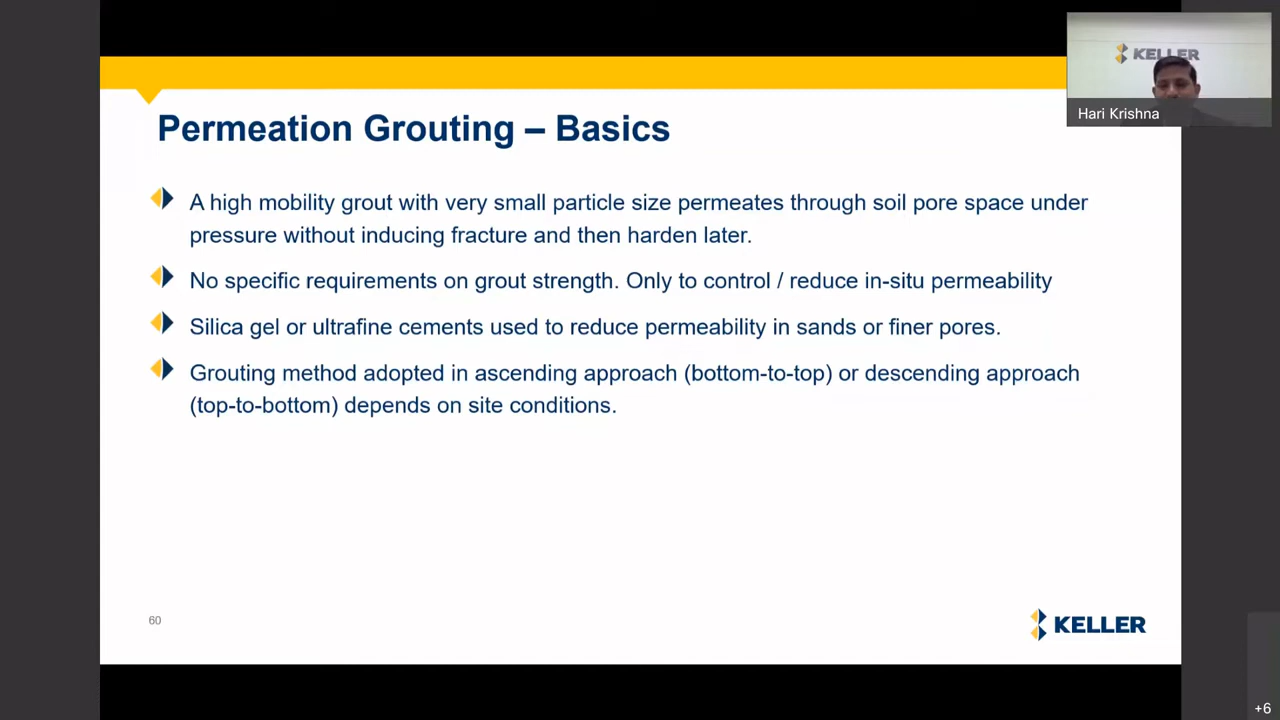 KELLER
Hari Krishna
Permeation Grouting – Basics
A high mobility grout with very small particle size permeates through soil pore space under
pressure without inducing fracture and then harden later.
No specific requirements on grout strength. Only to control / reduce in-situ permeability
Silica gel or ultrafine cements used to reduce permeability in sands or finer pores.
Grouting method adopted in ascending approach (bottom-to-top) or descending approach
(top-to-bottom) depends on site conditions.
60
KELLER
+6